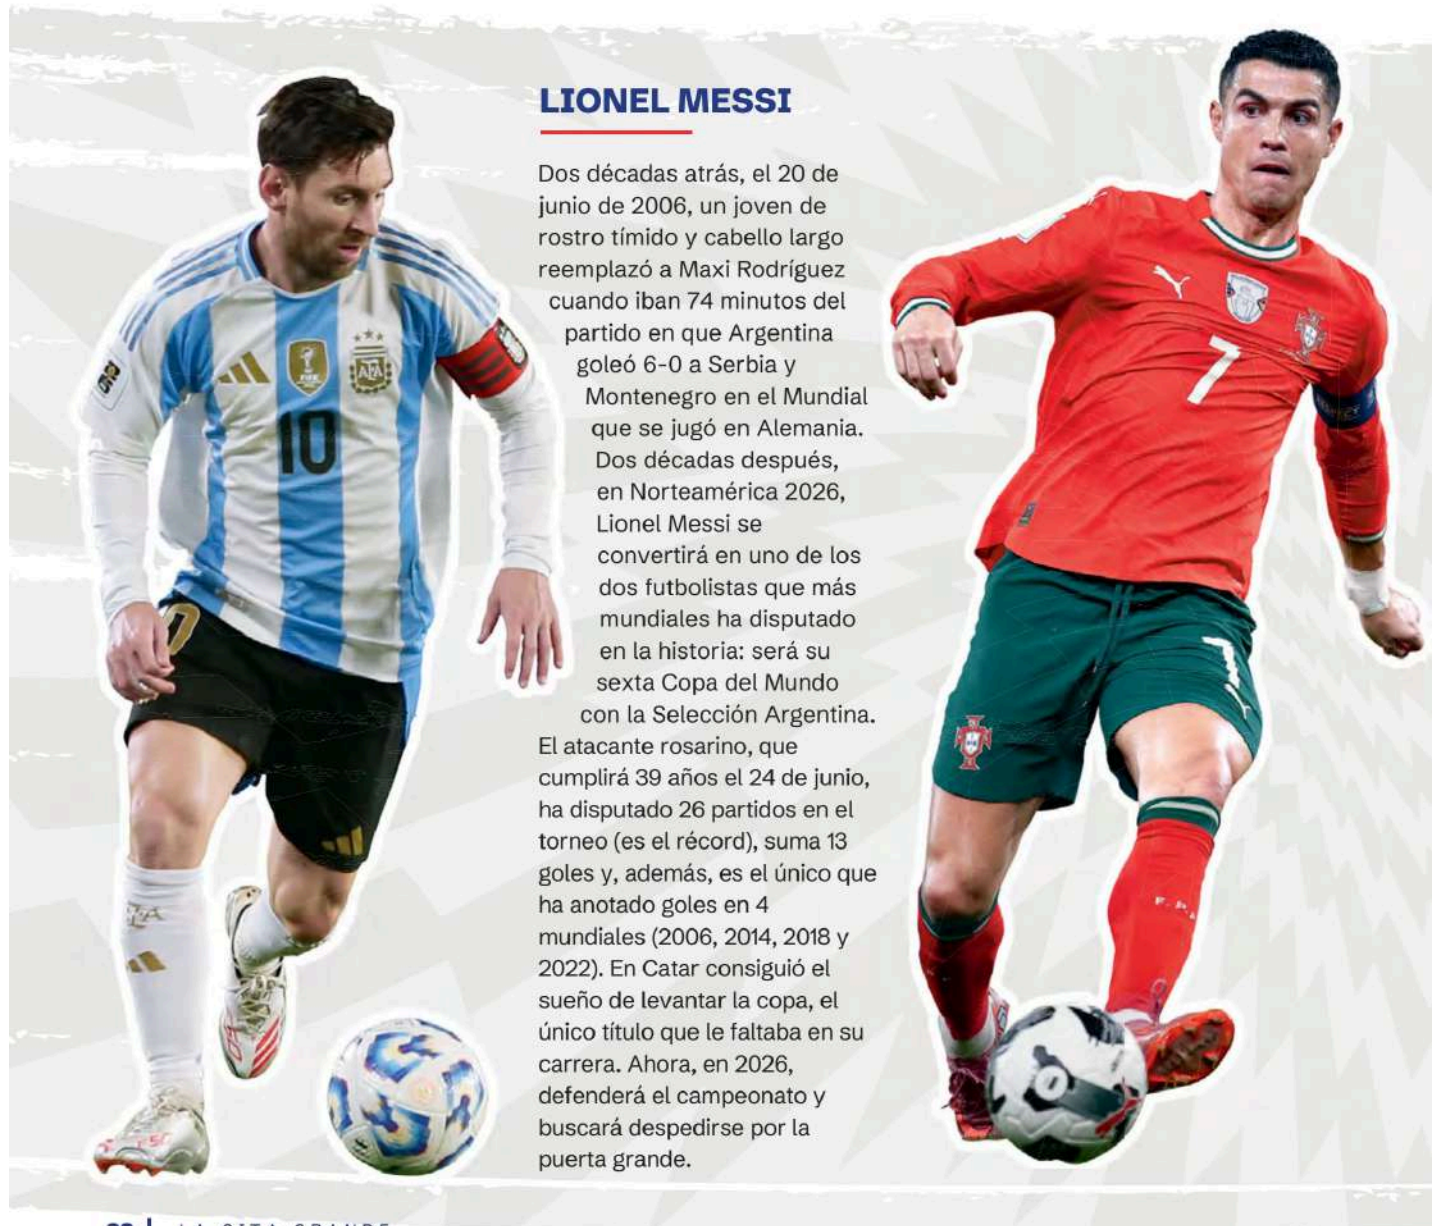 LIONEL MESSI
Dos décadas atrás, el 20 de
junio de 2006, un joven de
rostro tímido y cabello largo
reemplazó a Maxi Rodríguez
cuando iban 74 minutos del
partido en que Argentina
goleó 6-0 a Serbia y
Montenegro en el Mundial
que se jugó en Alemania.
Dos décadas después,
en Norteamérica 2026,
Lionel Messi se
convertirá en uno de los
dos futbolistas que más
mundiales ha disputado
en la historia: será su
sexta Copa del Mundo
con la Selección Argentina.
El atacante rosarino, que
cumplirá 39 años el 24 de junio,
ha disputado 26 partidos en el
torneo (es el récord), suma 13
goles y, además, es el único que
ha anotado goles en 4
mundiales (2006, 2014, 2018 y
2022). En Catar consiguió el
sueño de levantar la copa, el
único título que le faltaba en su
carrera. Ahora, en 2026,
defenderá el campeonato y
buscará despedirse por la
puerta grande.
10
AFA
FIFA
7
7